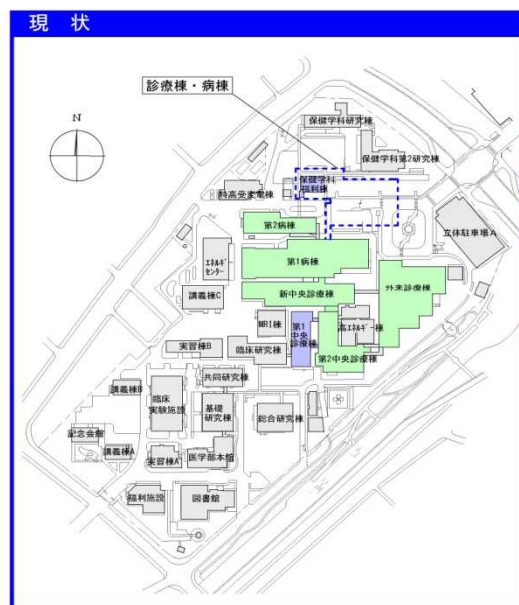 現 状
診療棟・病棟
N
保健学科研究棟
保健学科第2研究棟
保健学科
福利棟
特高受変電棟
立体駐車場A
第2病棟
エネルギー
センター
第1病棟
外来診療棟
講義棟C
新中央診療棟
MRI棟
第1
中央
診療棟
高エネルギー棟
実習棟B
臨床研究棟
第2中央診療棟
共同研究棟
講義棟B
臨床
実験施設
基礎
研究棟
総合研究棟
記念会館
講義棟A
実習棟A
医学部本館
福利施設
図書館